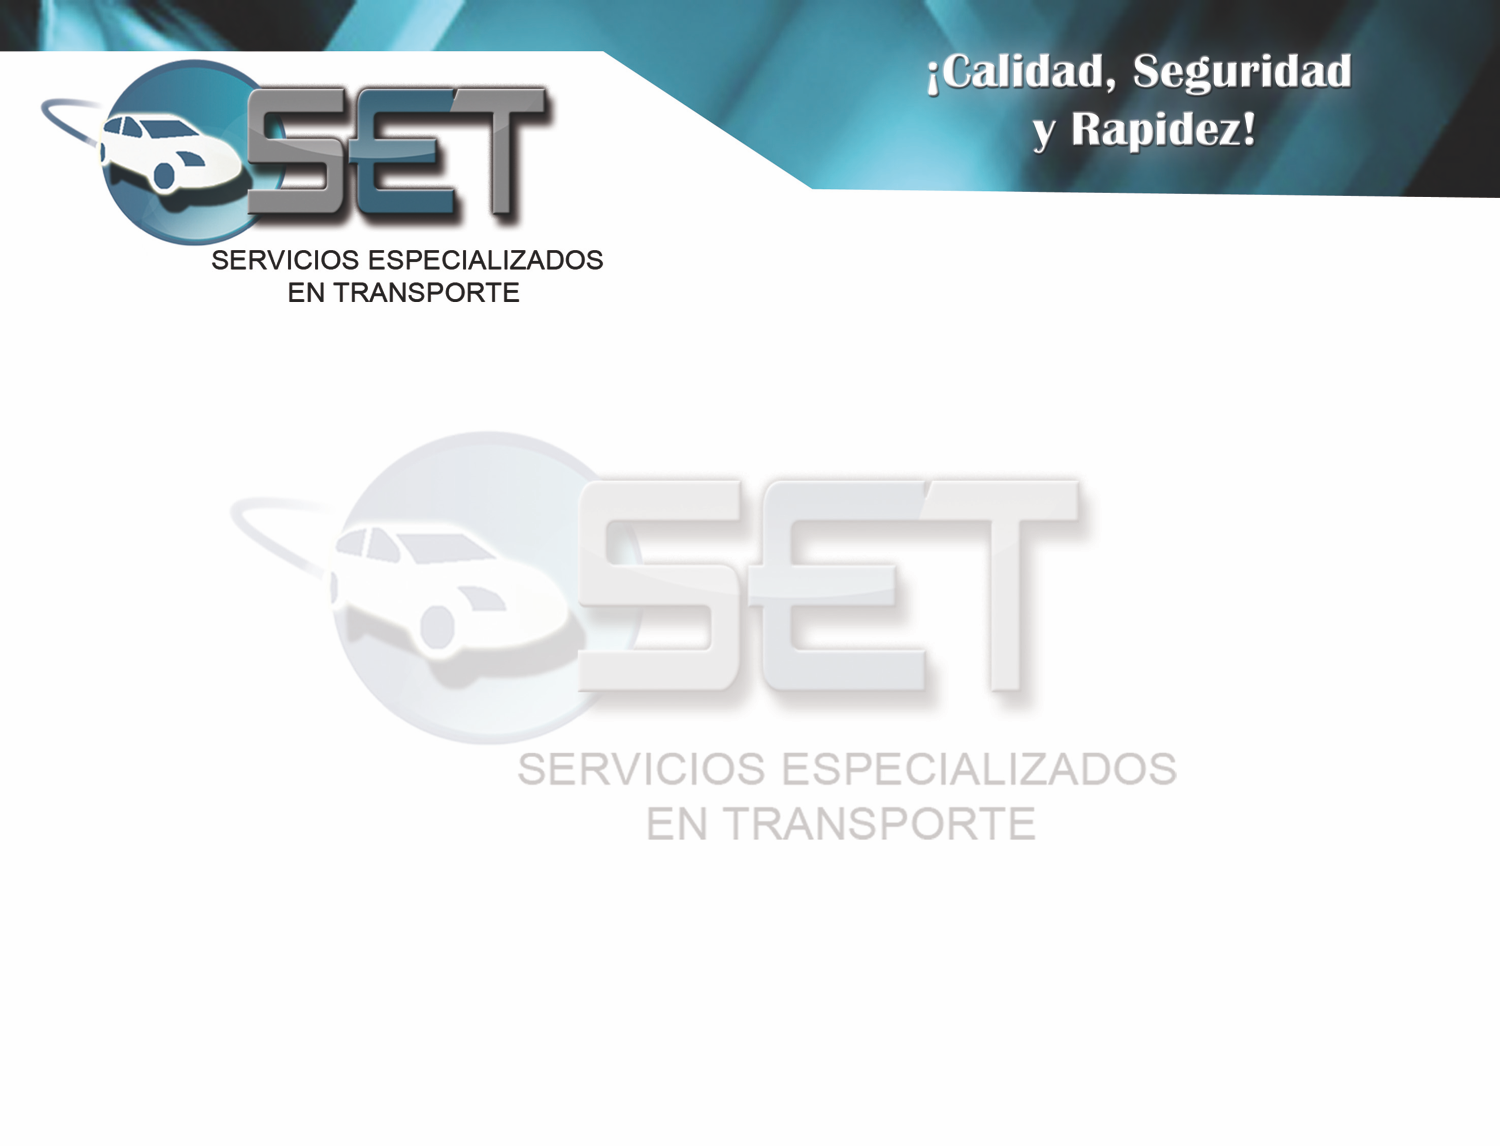 ¡Calidad, Seguridad
y Rapidez!
SET
SERVICIOS ESPECIALIZADOS
EN TRANSPORTE
SET
SERVICIOS ESPECIALIZADOS
EN TRANSPORTE